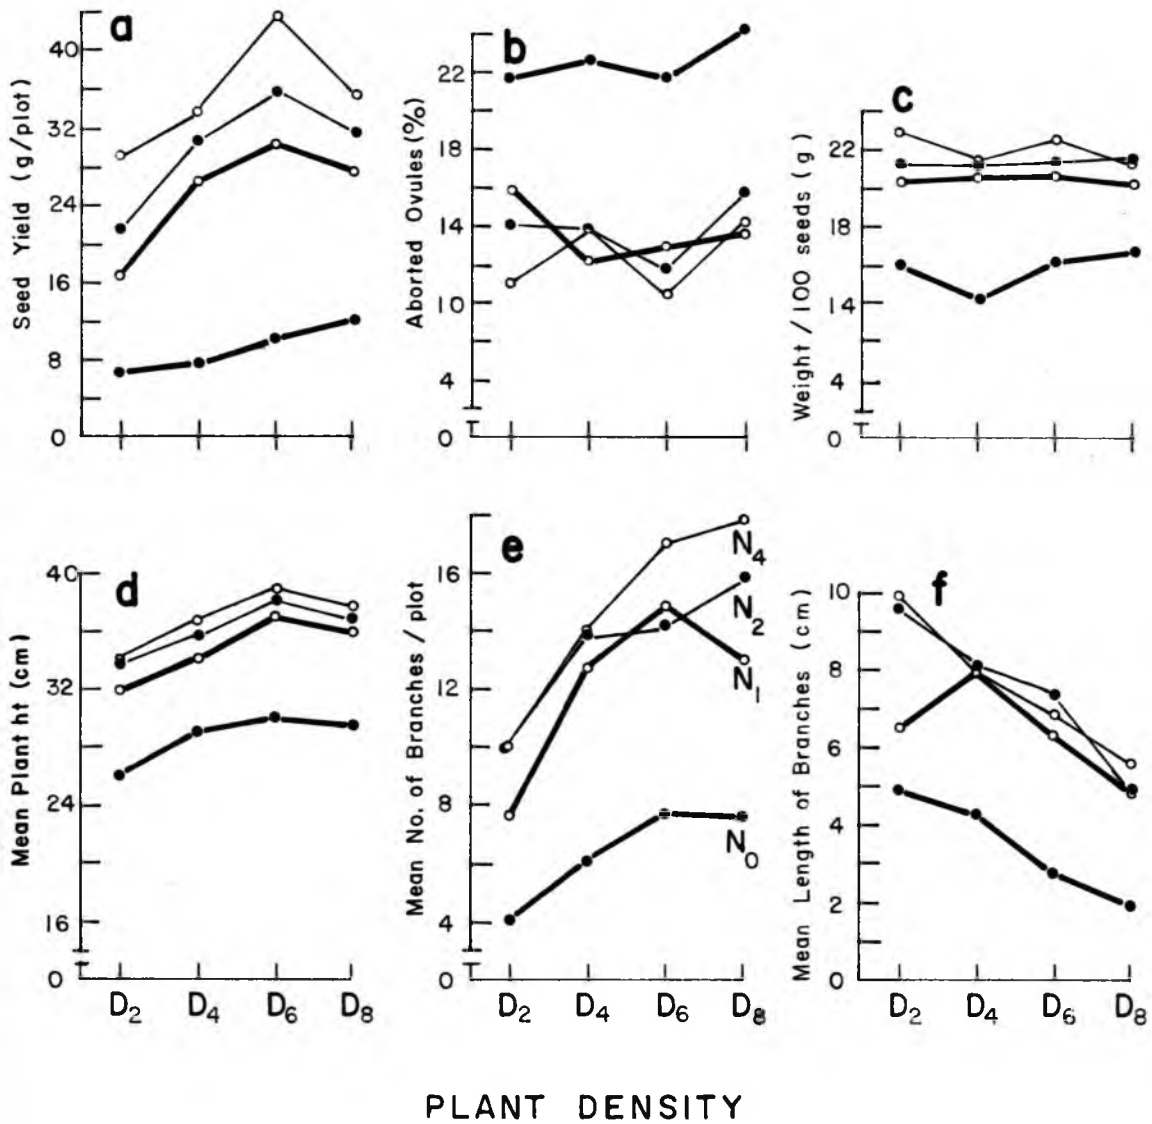 a
Seed Yield (g/plot)
40
32
24
16
8
0
b
Aborted Ovules (%)
22
18
14
10
4
0
c
Weight / 100 seeds (g)
22
18
14
4
0
d
Mean Plant ht (cm)
40
32
24
16
0
D2 D4 D6 D8
e
Mean No. of Branches / plot
16
12
8
4
0
N4
N2
N1
N0
D2 D4 D6 D8
f
Mean Length of Branches (cm)
10
8
6
4
2
0
D2 D4 D6 D8
PLANT DENSITY